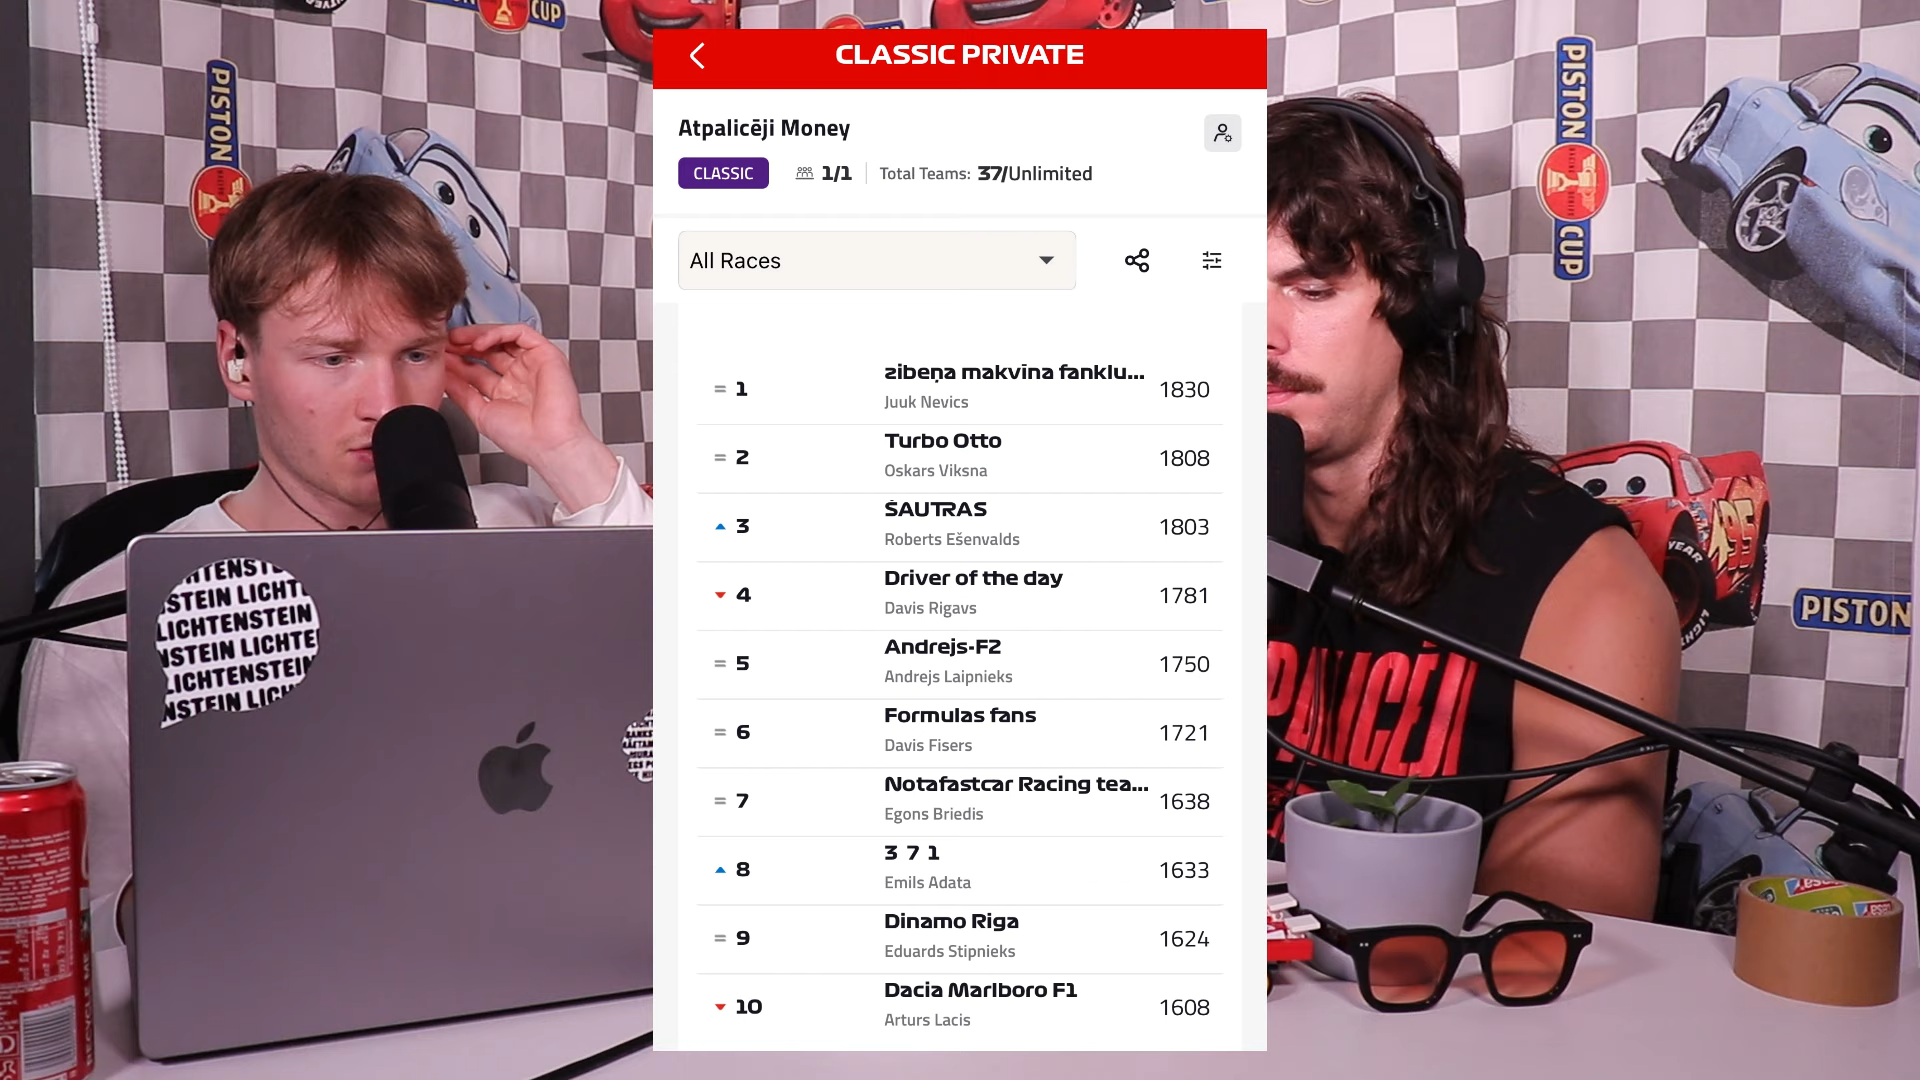 CLASSIC PRIVATE
Atpalicēji Money
CLASSIC
1/1
Total Teams: 37/Unlimited
All Races
= 1
zibeņa makvīna fanklu...
Juuk Nevics
1830
= 2
Turbo Otto
Oskars Viksna
1808
3
ŠAUTRAS
Roberts Ešenvalds
1803
4
Driver of the day
Davis Rigavs
1781
= 5
Andrejs-F2
Andrejs Laipnieks
1750
= 6
Formulas fans
Davis Fisers
1721
= 7
Notafastcar Racing tea...
Egons Briedis
1638
8
3 7 1
Emils Adata
1633
= 9
Dinamo Riga
Eduards Stipnieks
1624
10
Dacia Marlboro F1
Arturs Lacis
1608
PISTON
CUP
PISTON
CUP
PISTON
95
LICHTENSTEIN
RECYCLE ME